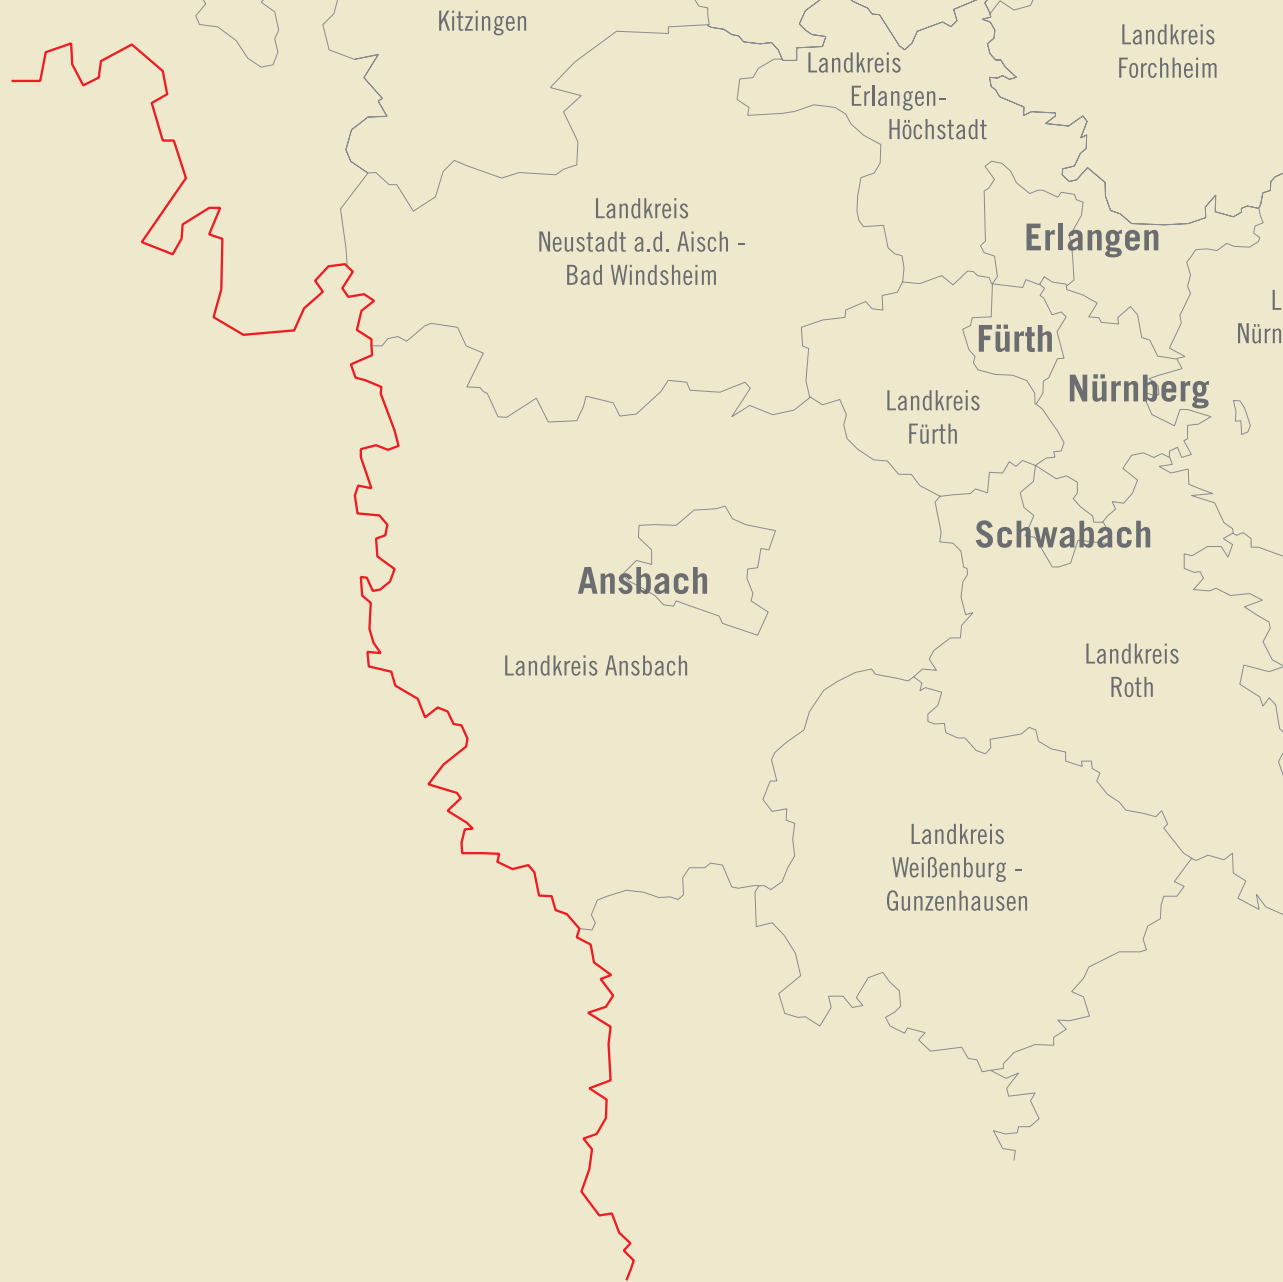 Kitzingen
Landkreis
Forchheim
Landkreis
Erlangen-
Höchstadt
Landkreis
Neustadt a.d. Aisch -
Bad Windsheim
Erlangen
L
Nürn
Fürth
Nürnberg
Landkreis
Fürth
Schwabach
Ansbach
Landkreis Ansbach
Landkreis
Roth
Landkreis
Weißenburg -
Gunzenhausen